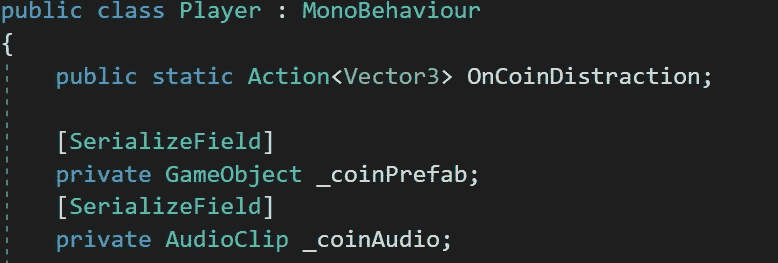 public class Player : MonoBehaviour
{
public static Action<Vector3> OnCoinDistraction;
[SerializeField]
private GameObject _coinPrefab;
[SerializeField]
private AudioClip _coinAudio;